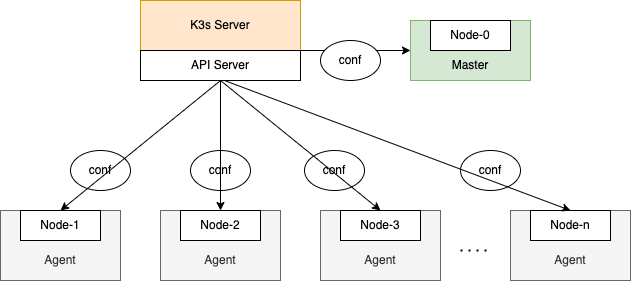 K3s Server
API Server
conf
Node-0
Master
conf
conf
conf
conf
Node-1
Node-2
Node-3
Node-n
Agent
Agent
Agent
....
Agent